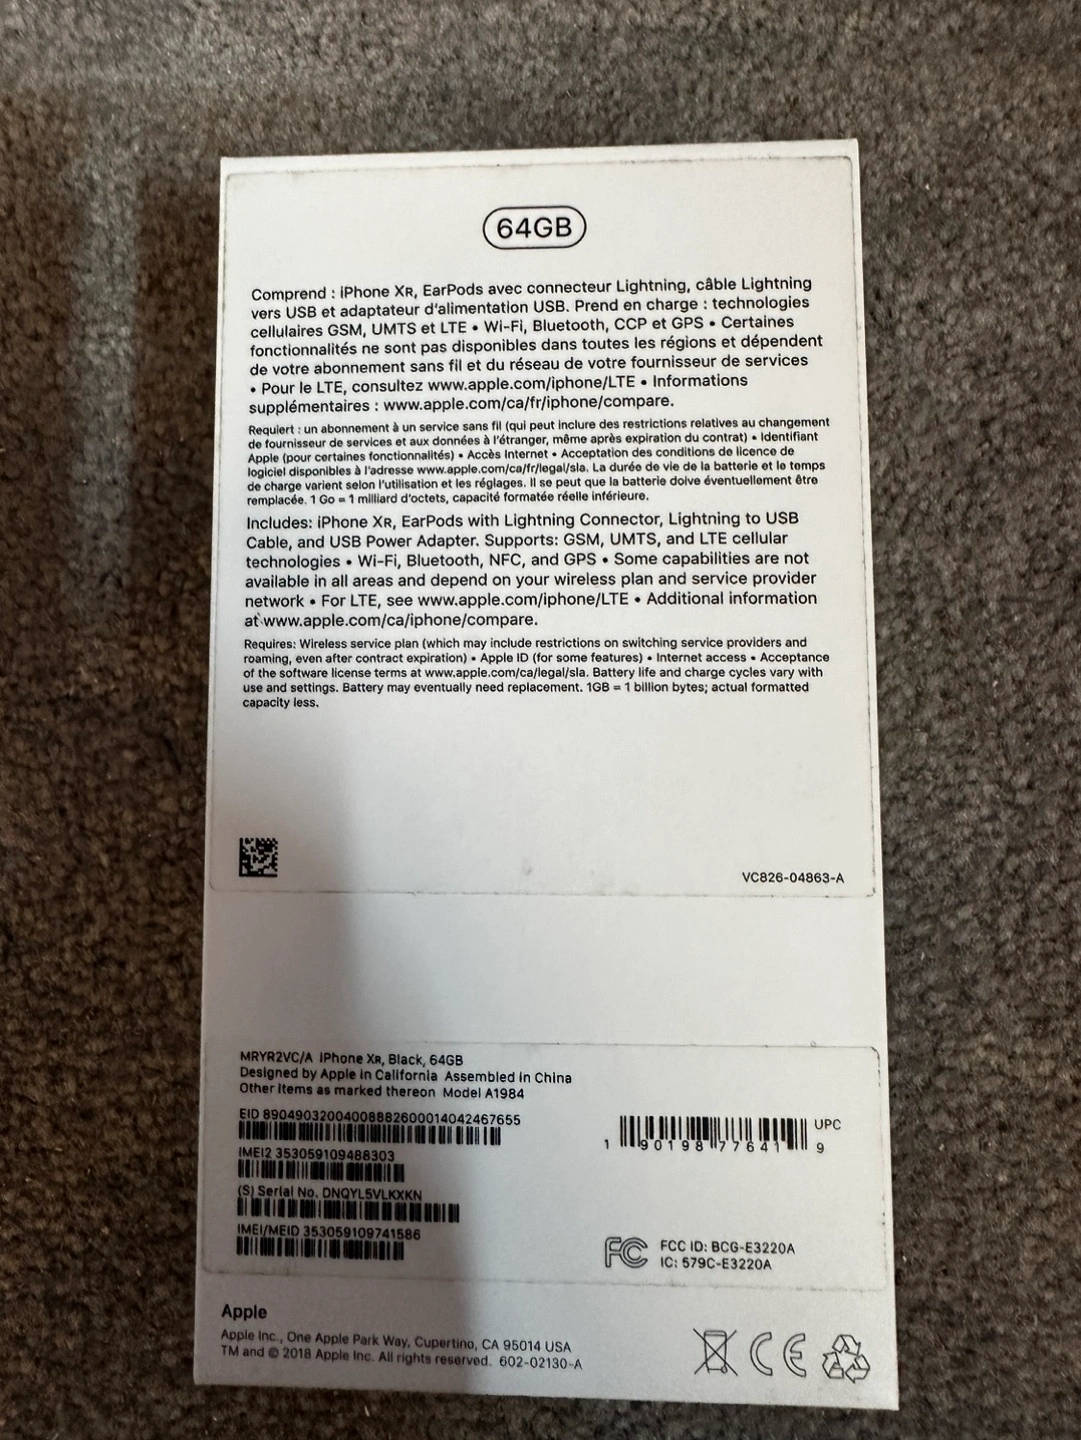 64GB
Comprend : iPhone XR, EarPods avec connecteur Lightning, câble Lightning
vers USB et adaptateur d'alimentation USB. Prend en charge : technologies
cellulaires GSM, UMTS et LTE • Wi-Fi, Bluetooth, CCP et GPS • Certaines
fonctionnalités ne sont pas disponibles dans toutes les régions et dépendent
de votre abonnement sans fil et du réseau de votre fournisseur de services
• Pour le LTE, consultez www.apple.com/iphone/LTE • Informations
supplémentaires : www.apple.com/ca/fr/iphone/compare.
Requiert : un abonnement à un service sans fil (qui peut inclure des restrictions relatives au changement
de fournisseur de services et aux données à l'étranger, même après expiration du contrat) • Identifiant
Apple (pour certaines fonctionnalités) • Accès Internet • Acceptation des conditions de licence de
logiciel disponibles à l'adresse www.apple.com/ca/fr/legal/sla. La durée de vie de la batterie et le temps
de charge varient selon l'utilisation et les réglages. Il se peut que la batterie doive éventuellement être
remplacée. 1 Go = 1 milliard d'octets, capacité formatée réelle inférieure.
Includes: iPhone XR, EarPods with Lightning Connector, Lightning to USB
Cable, and USB Power Adapter. Supports: GSM, UMTS, and LTE cellular
technologies • Wi-Fi, Bluetooth, NFC, and GPS • Some capabilities are not
available in all areas and depend on your wireless plan and service provider
network • For LTE, see www.apple.com/iphone/LTE • Additional information
at www.apple.com/ca/iphone/compare.
Requires: Wireless service plan (which may include restrictions on switching service providers and
roaming, even after contract expiration) • Apple ID (for some features) • Internet access • Acceptance
of the software license terms at www.apple.com/ca/legal/sla. Battery life and charge cycles vary with
use and settings. Battery may eventually need replacement. 1GB = 1 billion bytes; actual formatted
capacity less.
VC826-04863-A
MRYR2VC/A iPhone XR, Black, 64GB
Designed by Apple in California Assembled in China
Other items as marked thereon Model A1984
EID 89049032004008882600014042467655
IMEI2 353059109488303
(S) Serial No. DNQYL5VLKXKN
IMEI/MEID 353059109741586
UPC
1 90198 77641 9
FCC ID: BCG-E3220A
IC: 579C-E3220A
Apple
Apple Inc., One Apple Park Way, Cupertino, CA 95014 USA
TM and © 2018 Apple Inc. All rights reserved. 602-02130-A